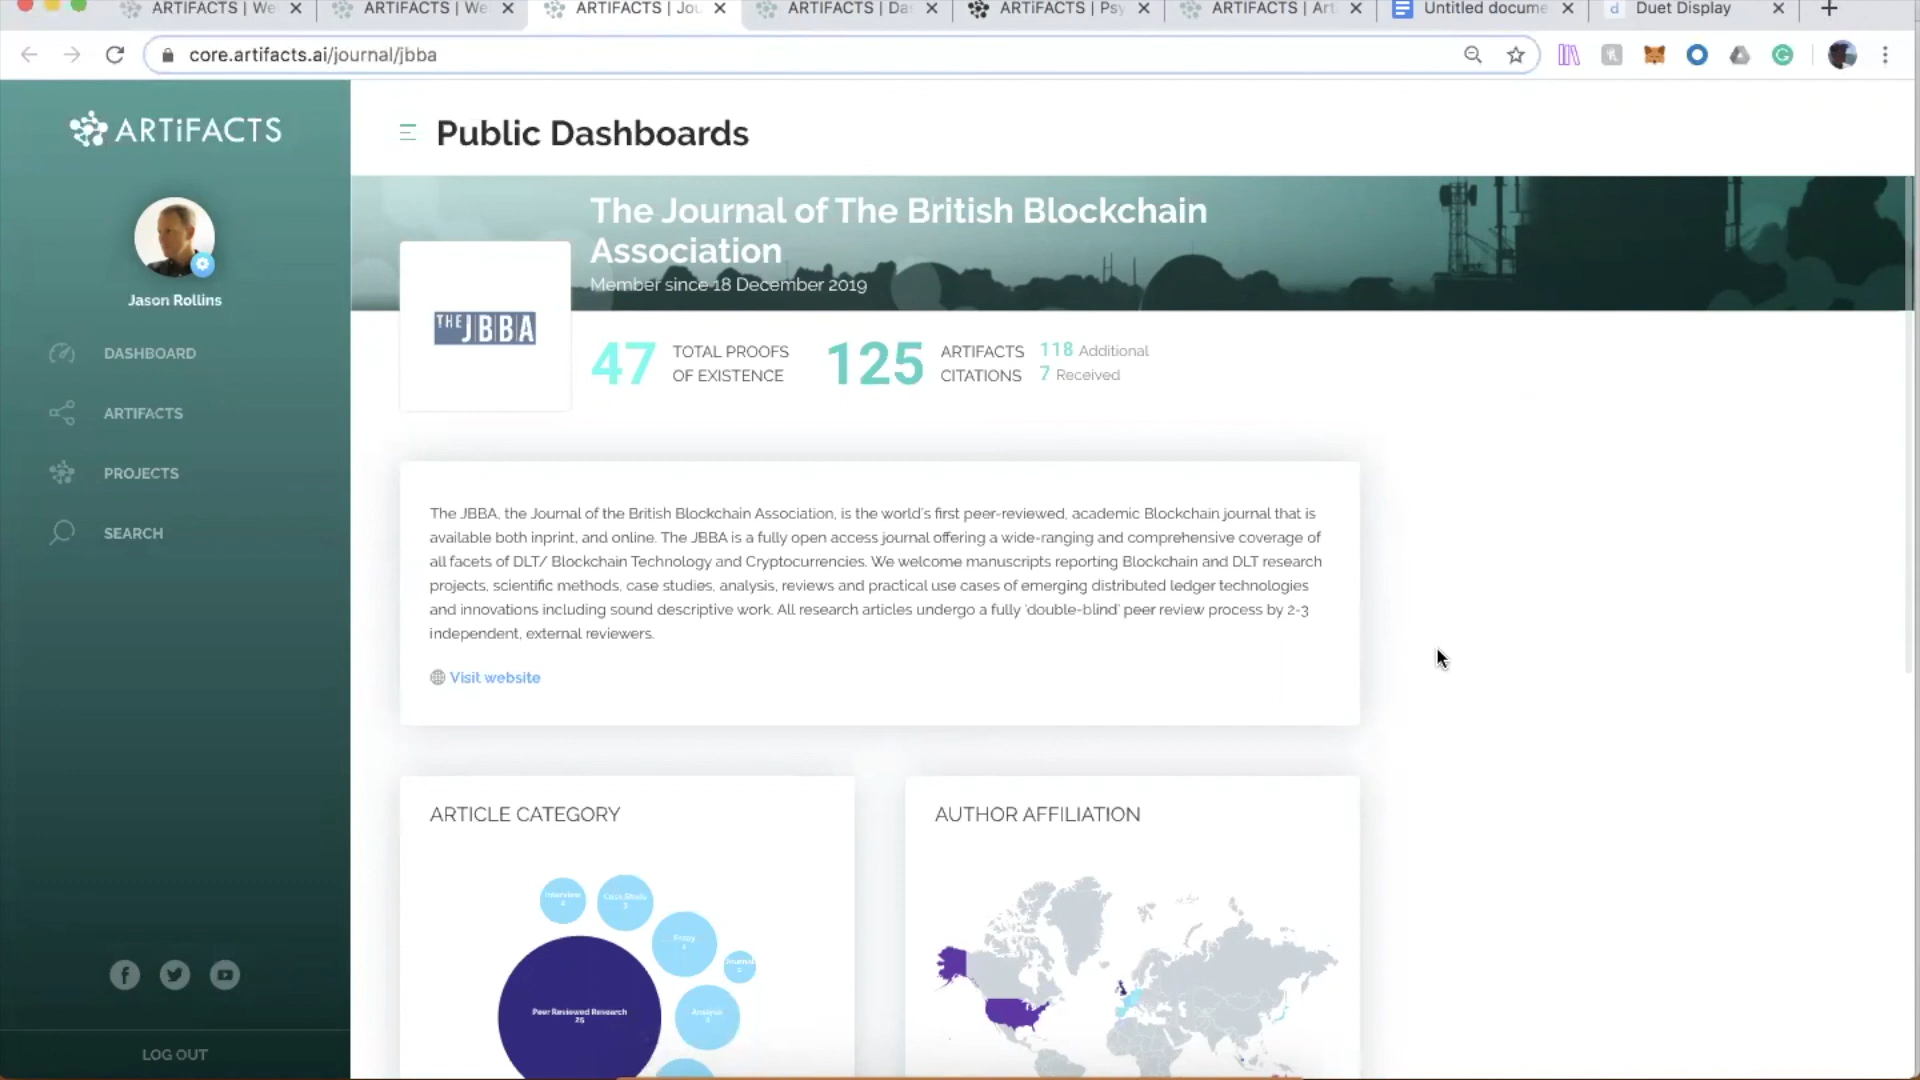 ARTiFACTS | We
ARTiFACTS | We
ARTiFACTS | Jou
ARTiFACTS | Da
ARTiFACTS | Psy
ARTiFACTS | Arti
Untitled docume
Duet Display
core.artifacts.ai/journal/jbba
ARTiFACTS
Jason Rollins
DASHBOARD
ARTIFACTS
PROJECTS
SEARCH
LOG OUT
Public Dashboards
The Journal of The British Blockchain
Association
Member since 18 December 2019
THE JBBA
47 TOTAL PROOFS
OF EXISTENCE
125 ARTIFACTS
CITATIONS
118 Additional
7 Received
The JBBA, the Journal of the British Blockchain Association, is the world's first peer-reviewed, academic Blockchain journal that is
available both inprint, and online. The JBBA is a fully open access journal offering a wide-ranging and comprehensive coverage of
all facets of DLT/ Blockchain Technology and Cryptocurrencies. We welcome manuscripts reporting Blockchain and DLT research
projects, scientific methods, case studies, analysis, reviews and practical use cases of emerging distributed ledger technologies
and innovations including sound descriptive work. All research articles undergo a fully 'double-blind' peer review process by 2-3
independent, external reviewers.
Visit website
ARTICLE CATEGORY
Interview
Case Study
Journal
Analysis
Peer Reviewed Research
25
AUTHOR AFFILIATION